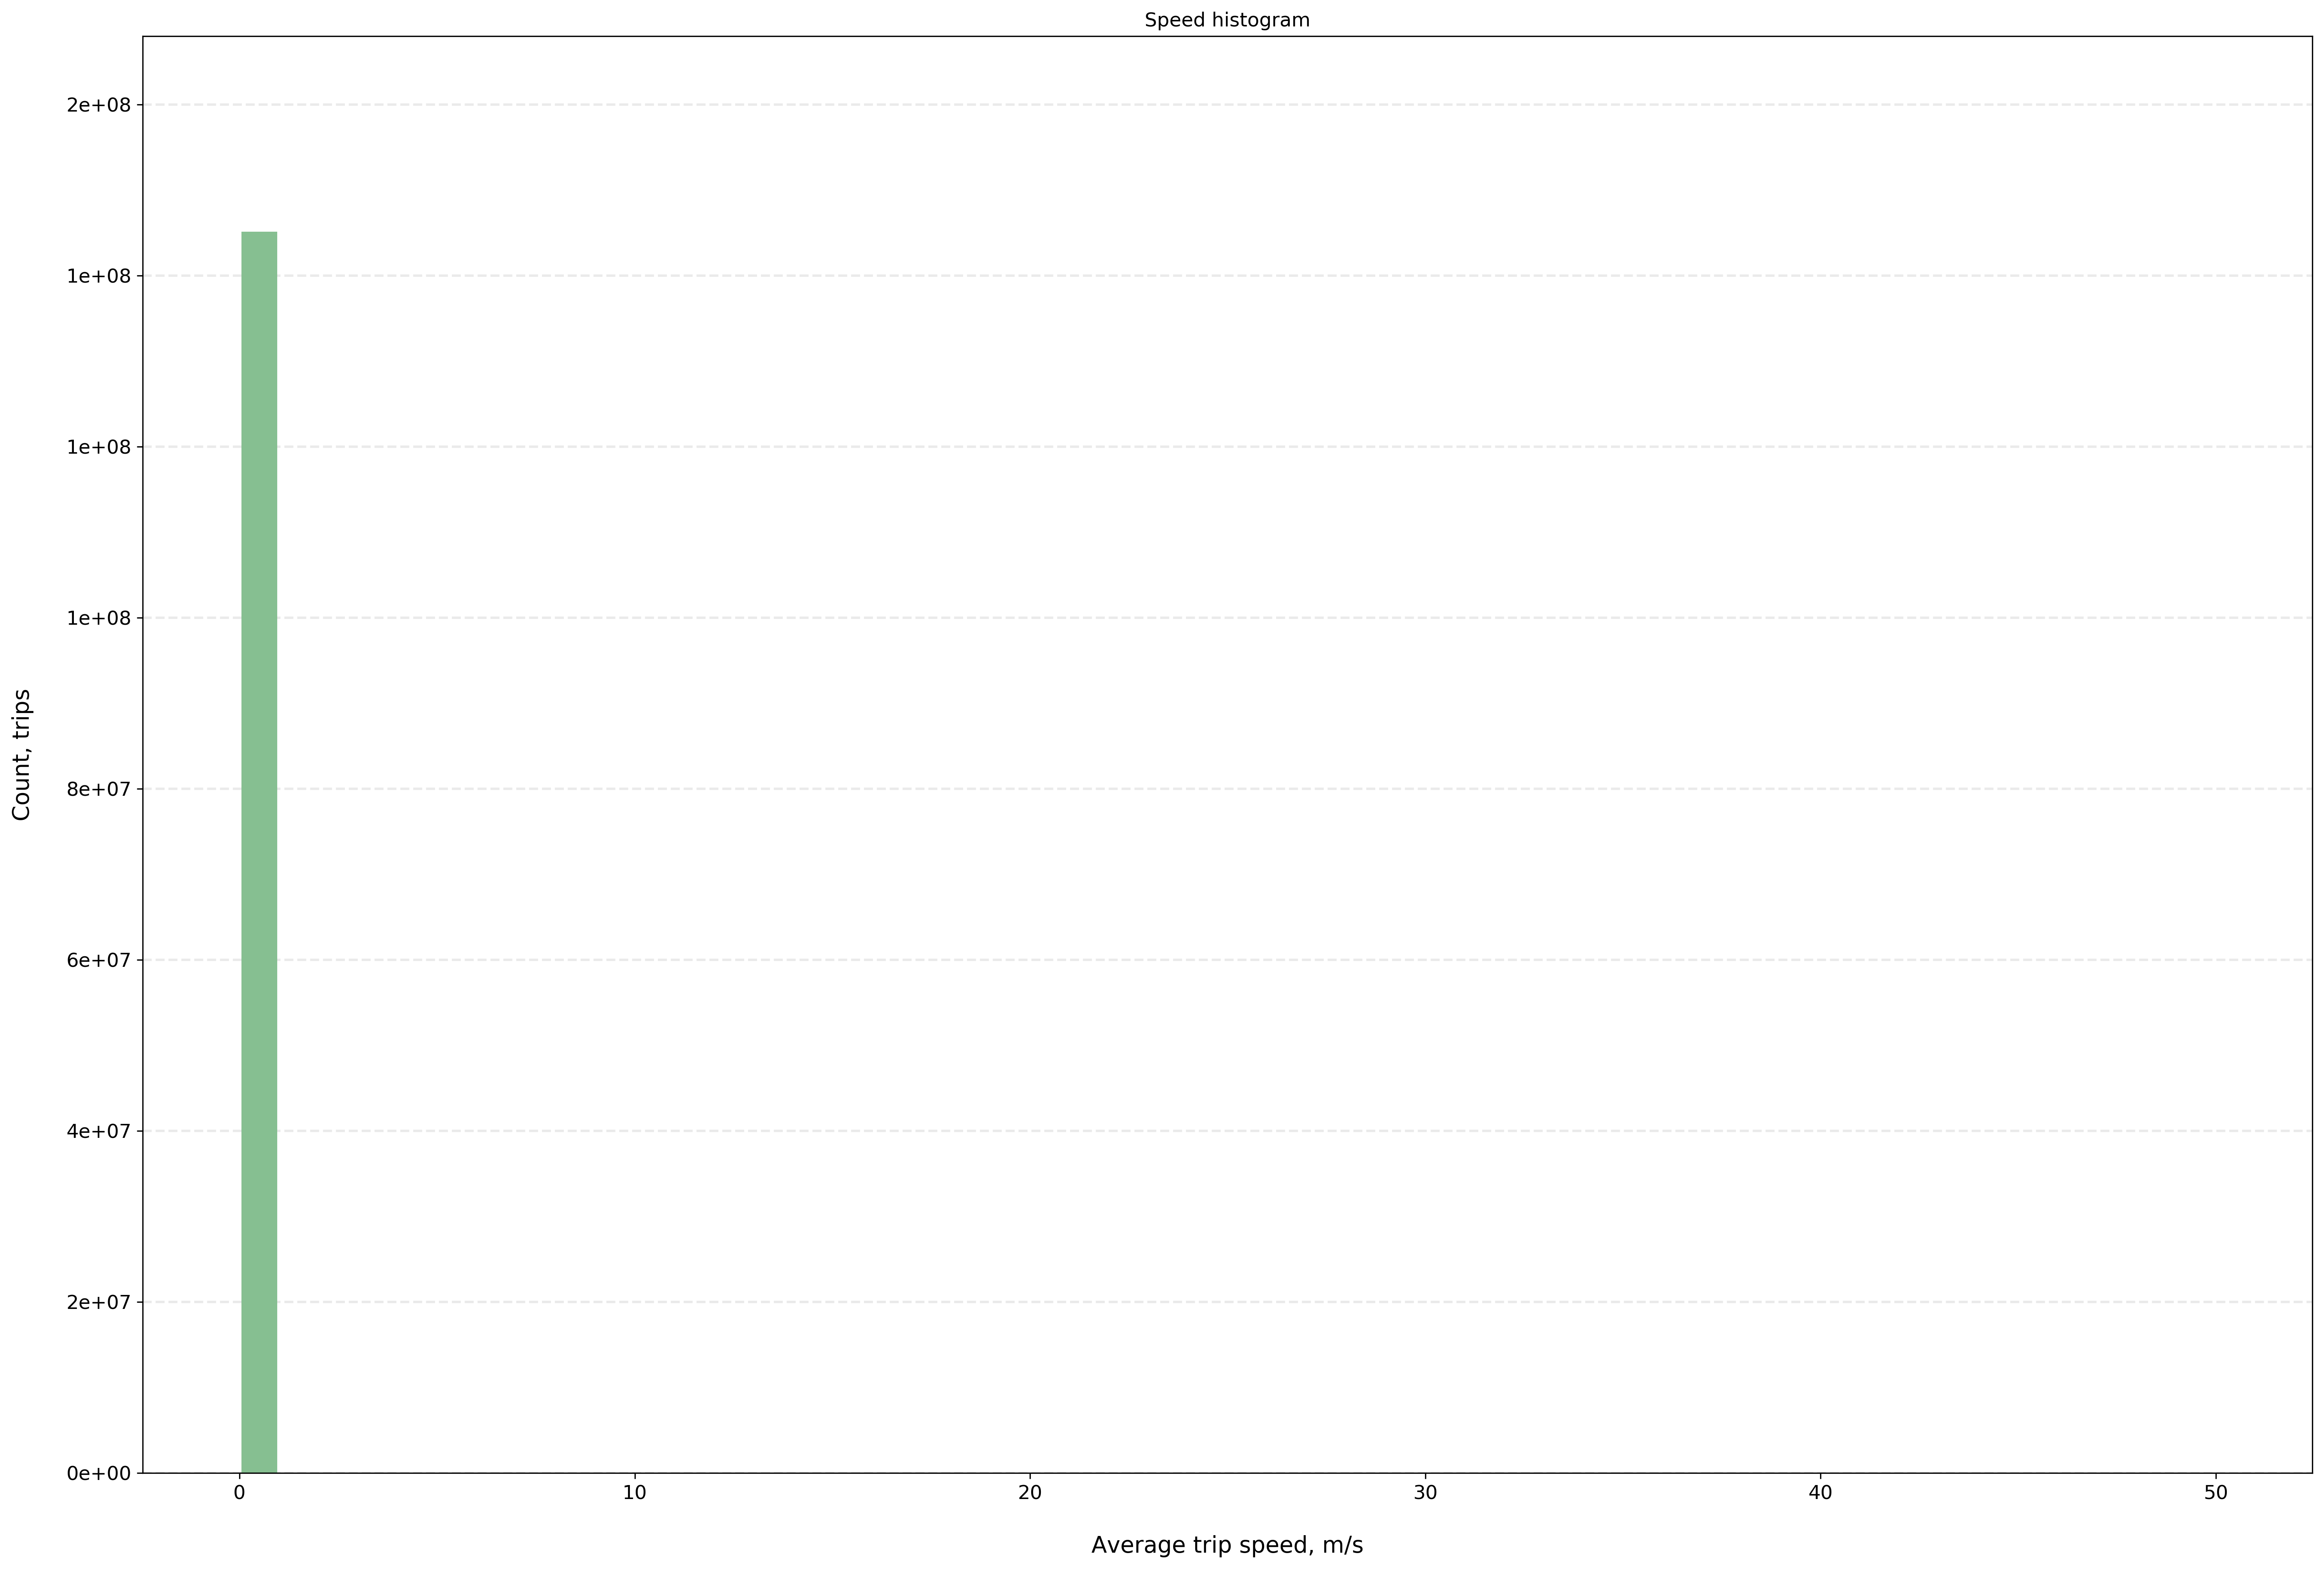 Speed histogram
2e+08
1e+08
1e+08
1e+08
8e+07
6e+07
4e+07
2e+07
0e+00
Count, trips
0 10 20 30 40 50
Average trip speed, m/s